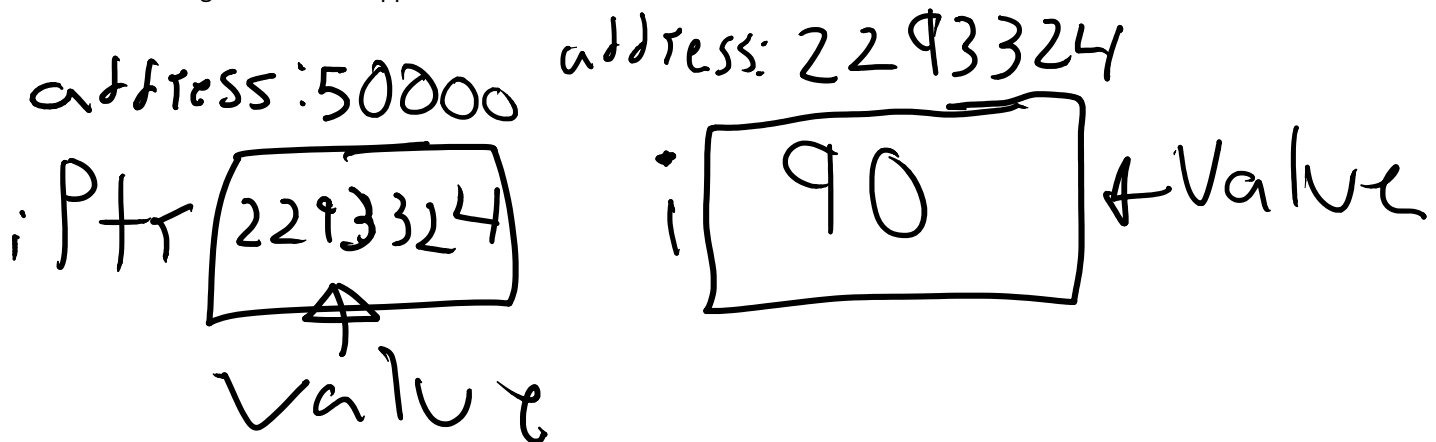 address: 50000
address: 2293324
iPtr
2293324
i
90
value
value